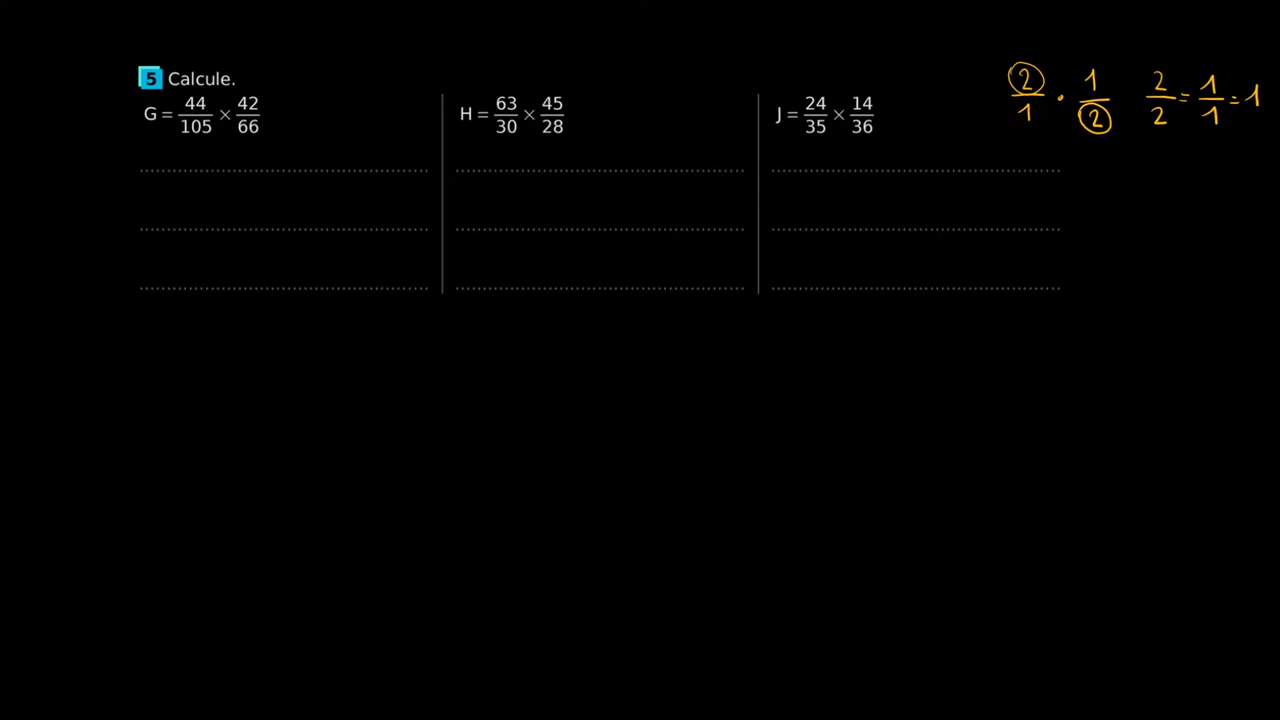 5 Calcule.
G = 44/105 × 42/66
H = 63/30 × 45/28
J = 24/35 × 14/36
2/1 · 1/2 2/2 = 1/1 = 1